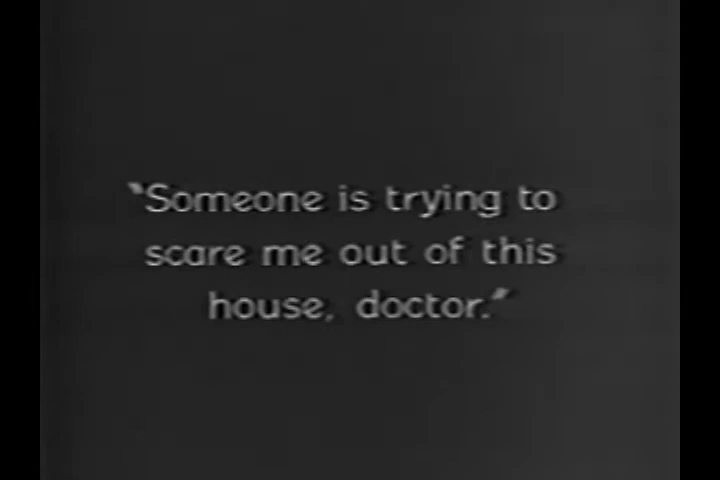 "Someone is trying to
scare me out of this
house, doctor."